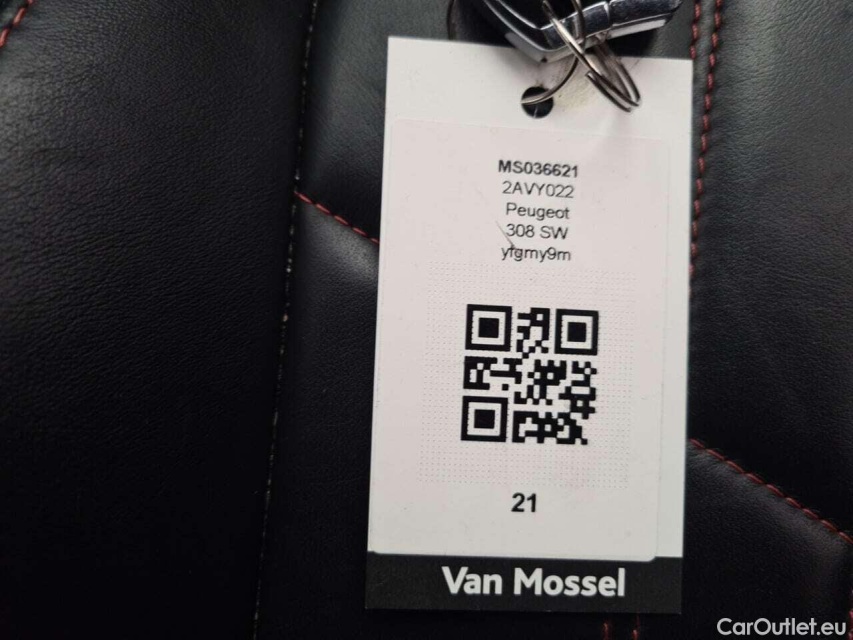 MS036621
2AVY022
Peugeot
308 SW
yfgmy9m
21
Van Mossel
CarOutlet.eu